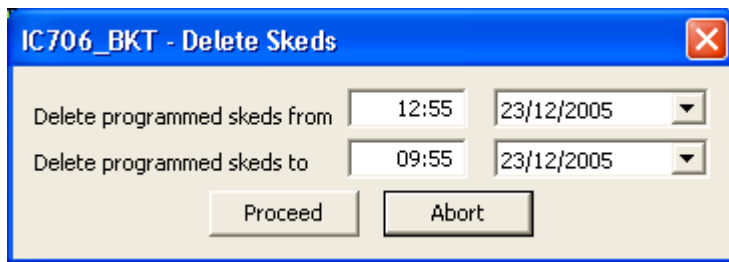 IC706_BKT - Delete Skeds
Delete programmed skeds from 12:55 23/12/2005
Delete programmed skeds to 09:55 23/12/2005
Proceed Abort